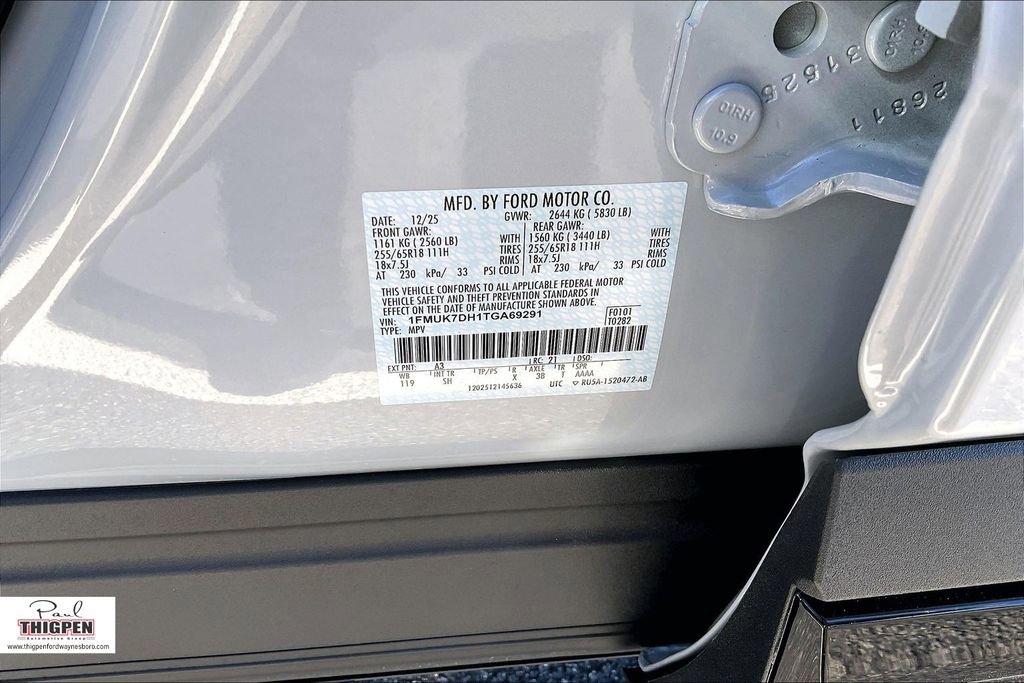 31525
26811
C1RH
10.9
C1RH
10.9
MFD. BY FORD MOTOR CO.
DATE: 12/25 GVWR: 2644 KG ( 5830 LB)
FRONT GAWR: REAR GAWR:
1161 KG ( 2560 LB) WITH 1560 KG ( 3440 LB) WITH
255/65R18 111H TIRES 255/65R18 111H TIRES
18x7.5J RIMS 18x7.5J RIMS
AT 230 kPa/ 33 PSI COLD AT 230 kPa/ 33 PSI COLD
THIS VEHICLE CONFORMS TO ALL APPLICABLE FEDERAL MOTOR
VEHICLE SAFETY AND THEFT PREVENTION STANDARDS IN
EFFECT ON THE DATE OF MANUFACTURE SHOWN ABOVE.
VIN: 1FMUK7DH1TGA69291 F0101
TYPE: MPV T0282
EXT PNT: A3 RC: 21 DSO:
WB INT TR TP/PS R AXLE TR SPR
119 SH X 3B T AAAA
1202512145636 UTC RU5A-1520472-AB
Paul
THIGPEN
Automotive Group
www.thigpenfordwaynesboro.com